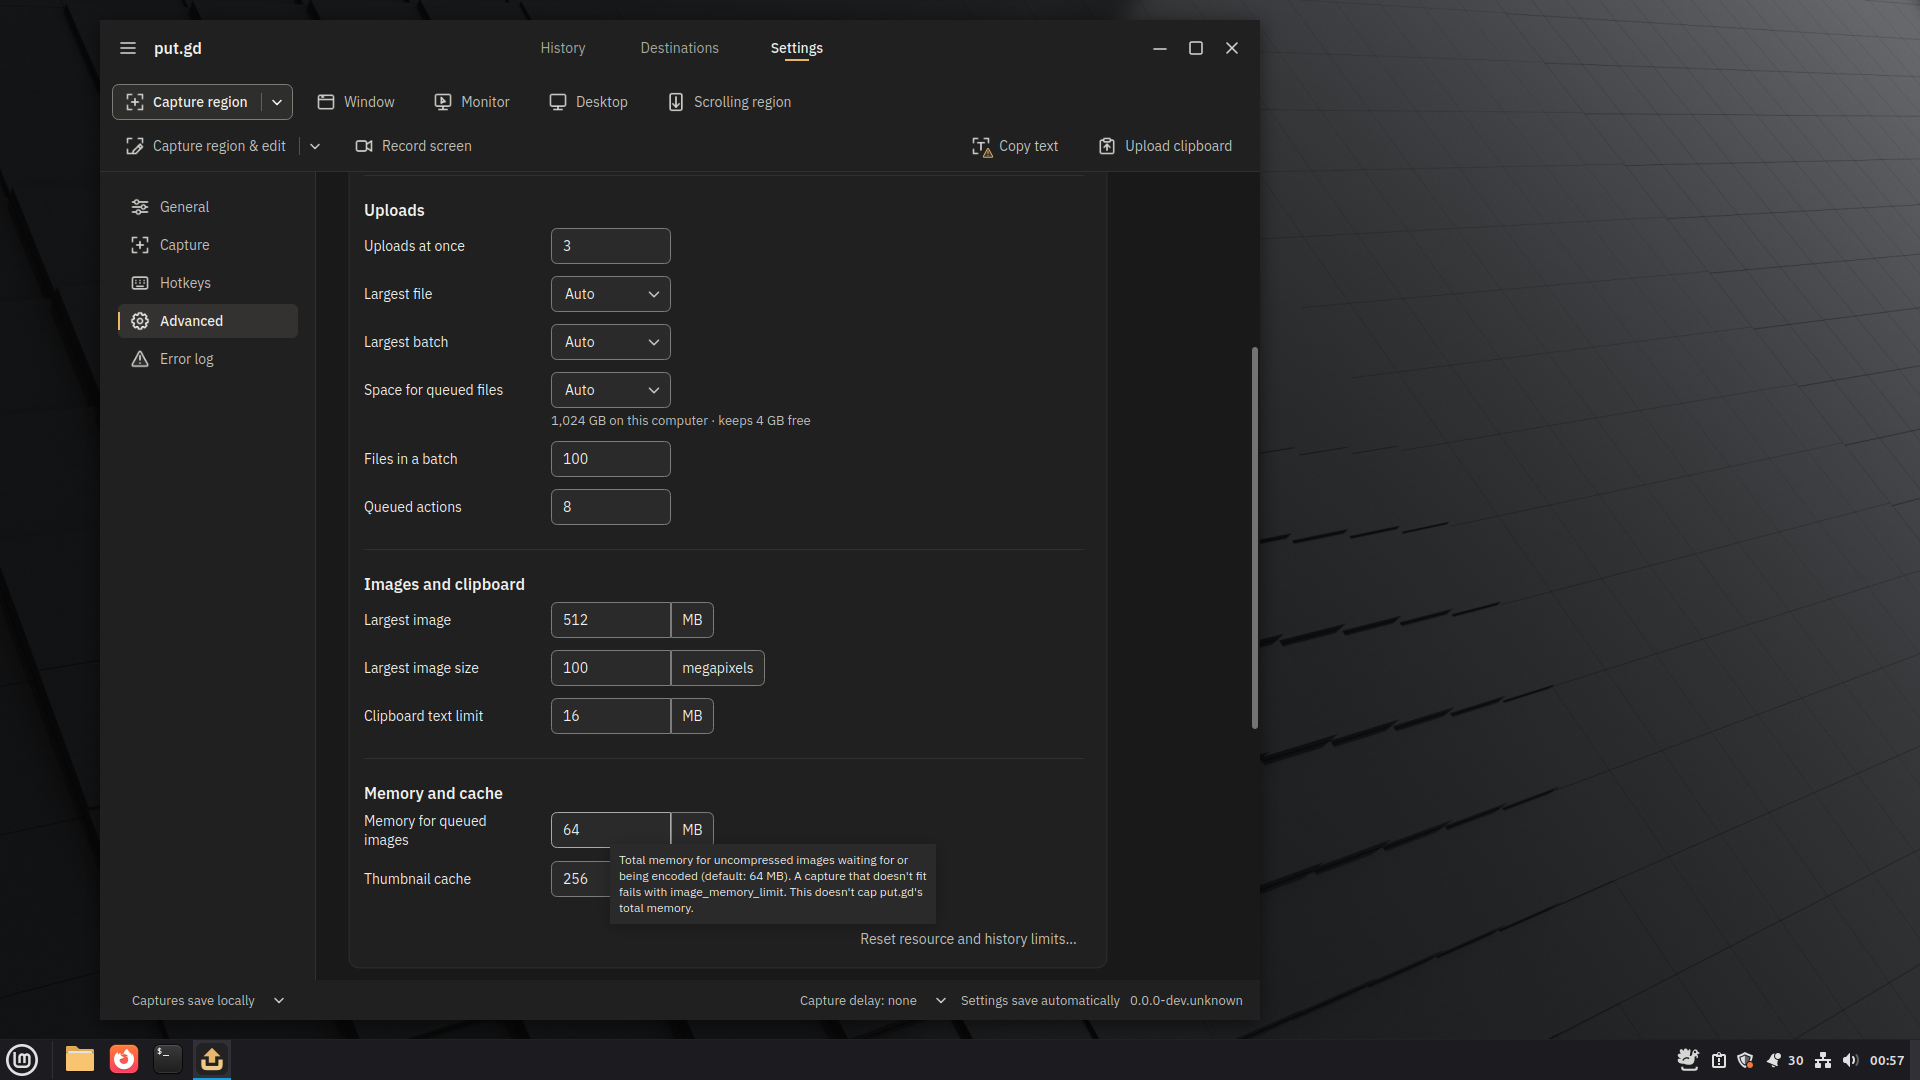 put.gd
History
Destinations
Settings
Capture region
Window
Monitor
Desktop
Scrolling region
Capture region & edit
Record screen
Copy text
Upload clipboard
General
Capture
Hotkeys
Advanced
Error log
Uploads
Uploads at once
3
Largest file
Auto
Largest batch
Auto
Space for queued files
Auto
1,024 GB on this computer · keeps 4 GB free
Files in a batch
100
Queued actions
8
Images and clipboard
Largest image
512
MB
Largest image size
100
megapixels
Clipboard text limit
16
MB
Memory and cache
Memory for queued
images
64
MB
Total memory for uncompressed images waiting for or
being encoded (default: 64 MB). A capture that doesn't fit
fails with image_memory_limit. This doesn't cap put.gd's
total memory.
Thumbnail cache
256
Reset resource and history limits...
Captures save locally
Capture delay: none
Settings save automatically
0.0.0-dev.unknown
$_
30
00:57